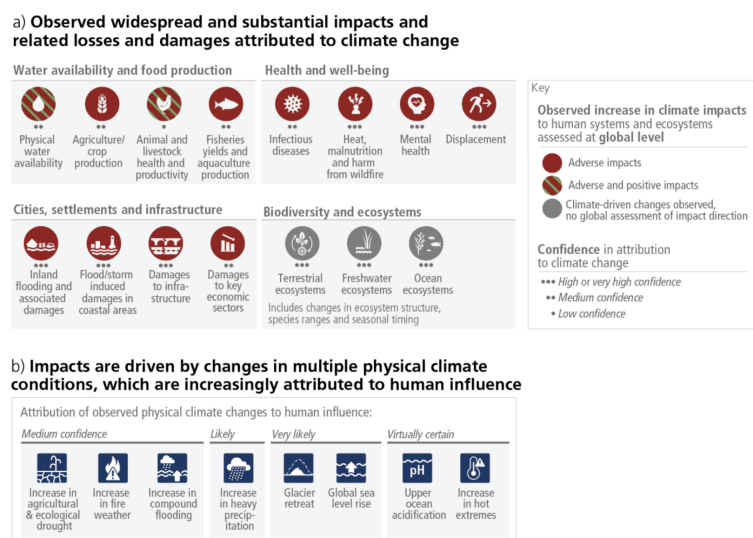 a) Observed widespread and substantial impacts and
related losses and damages attributed to climate change
Water availability and food production
Physical
water
availability
Agriculture/
crop
production
Animal and
livestock
health and
productivity
Fisheries
yields and
aquaculture
production
Health and well-being
Infectious
diseases
Heat,
malnutrition
and harm
from wildfire
Mental
health
Displacement
Cities, settlements and infrastructure
Inland
flooding and
associated
damages
Flood/storm
induced
damages in
coastal areas
Damages
to infra-
structure
Damages
to key
economic
sectors
Biodiversity and ecosystems
Terrestrial
ecosystems
Freshwater
ecosystems
Ocean
ecosystems
Includes changes in ecosystem structure,
species ranges and seasonal timing
Key
Observed increase in climate impacts
to human systems and ecosystems
assessed at global level
Adverse impacts
Adverse and positive impacts
Climate-driven changes observed,
no global assessment of impact direction
Confidence in attribution
to climate change
••• High or very high confidence
•• Medium confidence
• Low confidence
b) Impacts are driven by changes in multiple physical climate
conditions, which are increasingly attributed to human influence
Attribution of observed physical climate changes to human influence:
Medium confidence
Increase in
agricultural
& ecological
drought
Increase
in fire
weather
Increase in
compound
flooding
Likely
Increase
in heavy
precip-
itation
Very likely
Glacier
retreat
Global sea
level rise
Virtually certain
pH
Upper
ocean
acidification
Increase
in hot
extremes